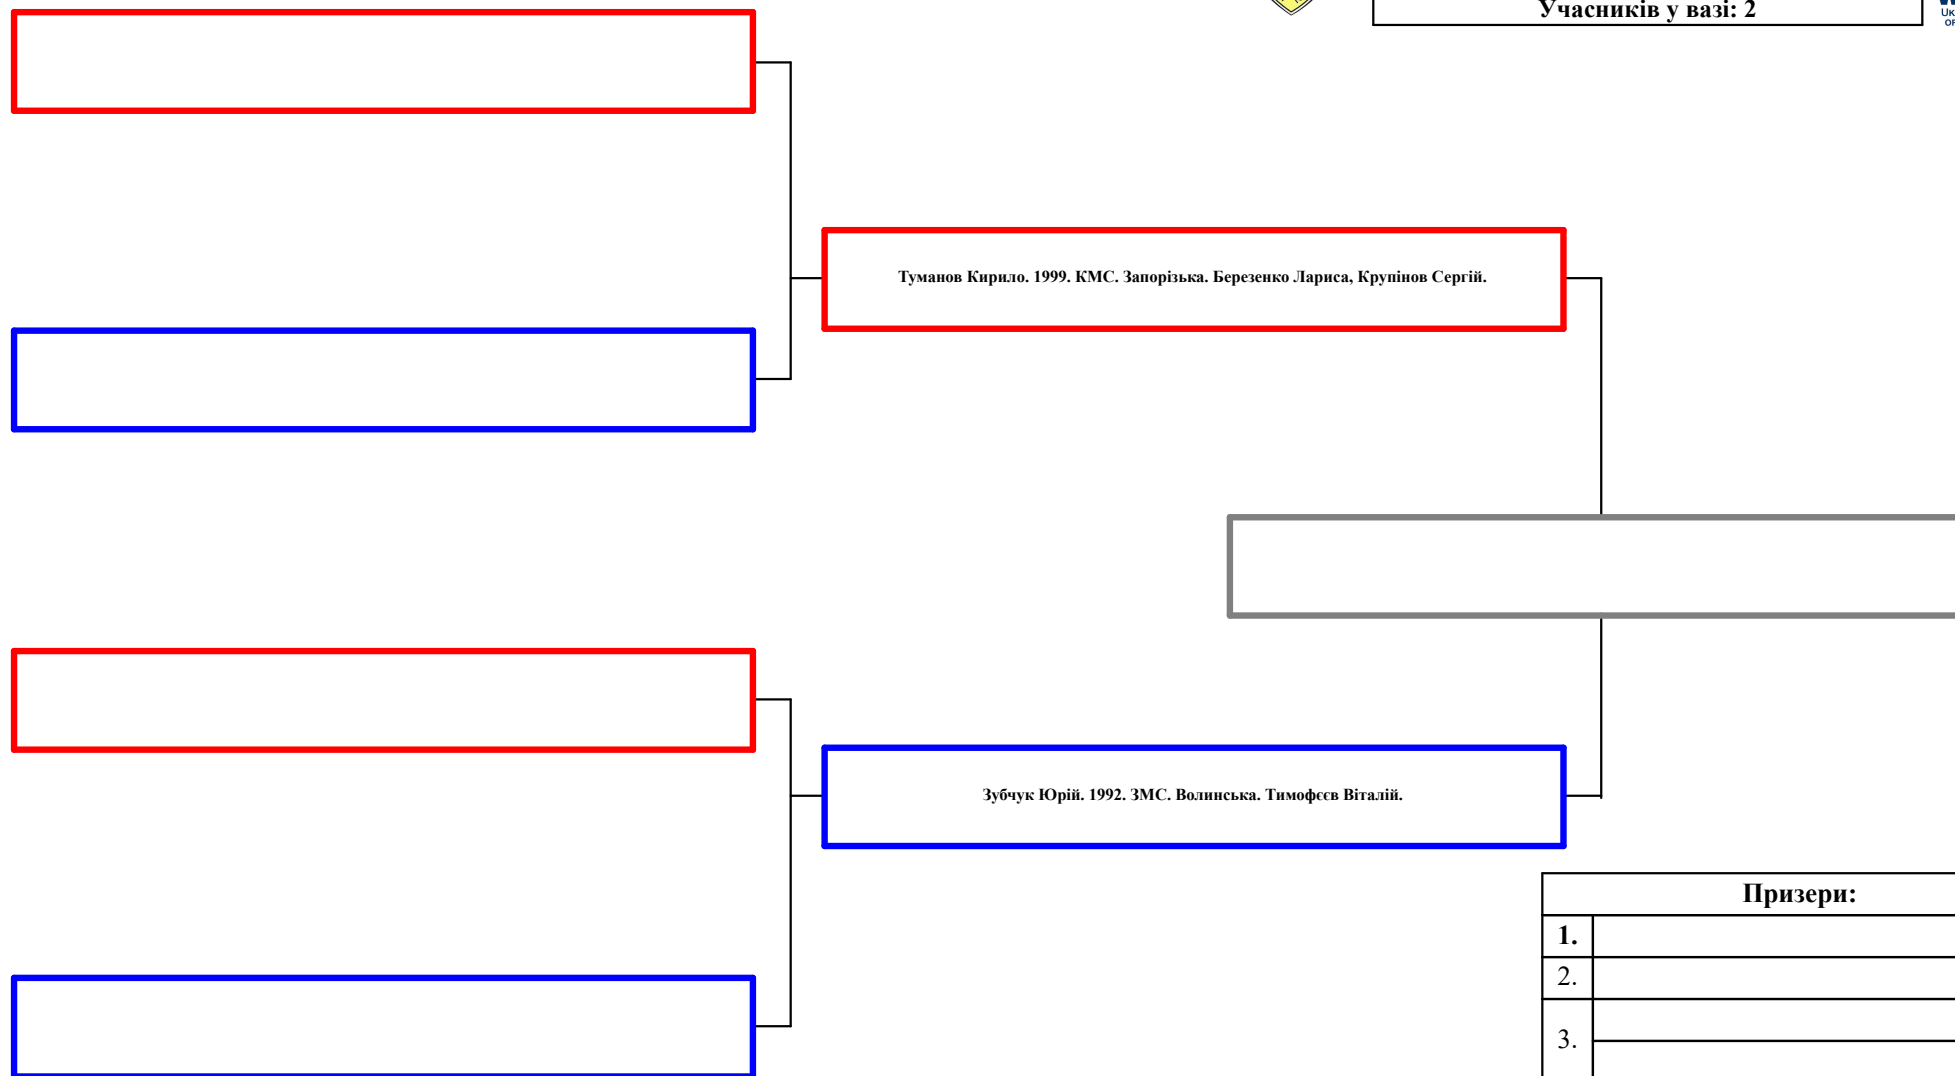 Учасників у вазі: 2
Туманов Кирило. 1999. КМС. Запорізька. Березенко Лариса, Крупінов Сергій.
Зубчук Юрій. 1992. ЗМС. Волинська. Тимофєєв Віталій.
Призери:
1.
2.
3.